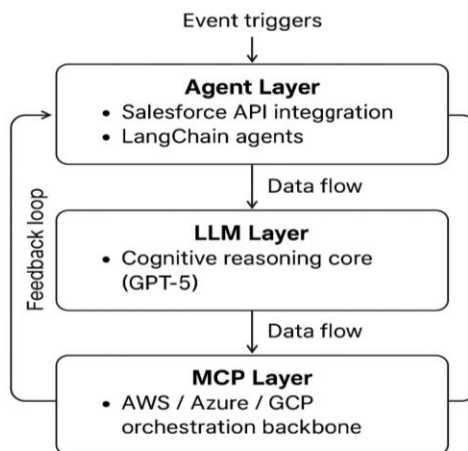 Event triggers
Agent Layer
• Salesforce API integgration
• LangChain agents
Data flow
LLM Layer
• Cognitive reasoning core
(GPT-5)
Data flow
MCP Layer
• AWS / Azure / GCP
orchestration backbone
Feedback loop